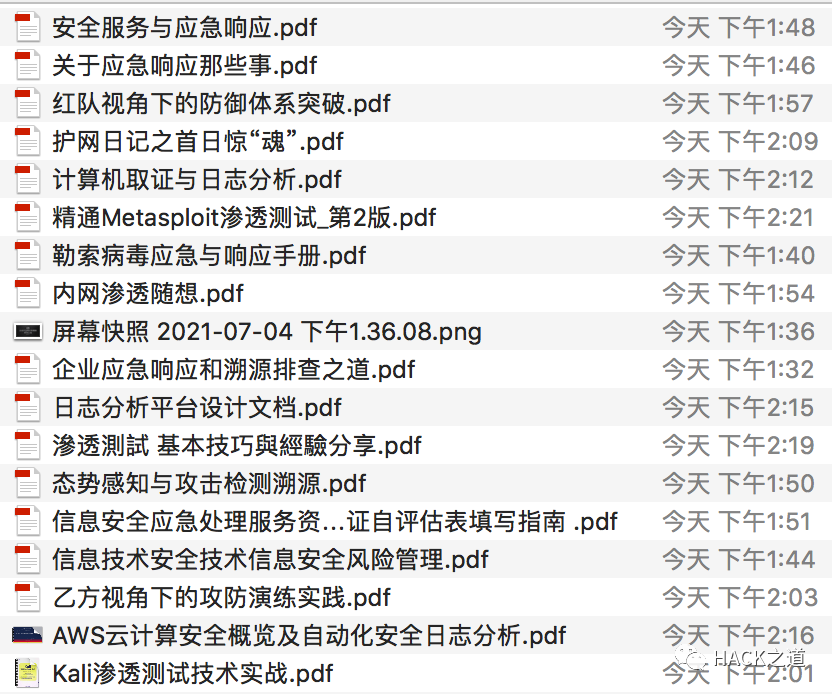 安全服务与应急响应.pdf 今天 下午1:48
关于应急响应那些事.pdf 今天 下午1:46
红队视角下的防御体系突破.pdf 今天 下午1:57
护网日记之首日惊“魂”.pdf 今天 下午2:09
计算机取证与日志分析.pdf 今天 下午2:12
精通Metasploit渗透测试_第2版.pdf 今天 下午2:21
勒索病毒应急与响应手册.pdf 今天 下午1:40
内网渗透随想.pdf 今天 下午1:54
屏幕快照 2021-07-04 下午1.36.08.png 今天 下午1:36
企业应急响应和溯源排查之道.pdf 今天 下午1:32
日志分析平台设计文档.pdf 今天 下午2:15
滲透測試 基本技巧與經驗分享.pdf 今天 下午2:19
态势感知与攻击检测溯源.pdf 今天 下午1:50
信息安全应急处理服务资...证自评估表填写指南 .pdf 今天 下午1:51
信息技术安全技术信息安全风险管理.pdf 今天 下午1:44
乙方视角下的攻防演练实践.pdf 今天 下午2:03
AWS云计算安全概览及自动化安全日志分析.pdf 今天 下午2:16
Kali渗透测试技术实战.pdf 今天 下午2:01
HACK之道